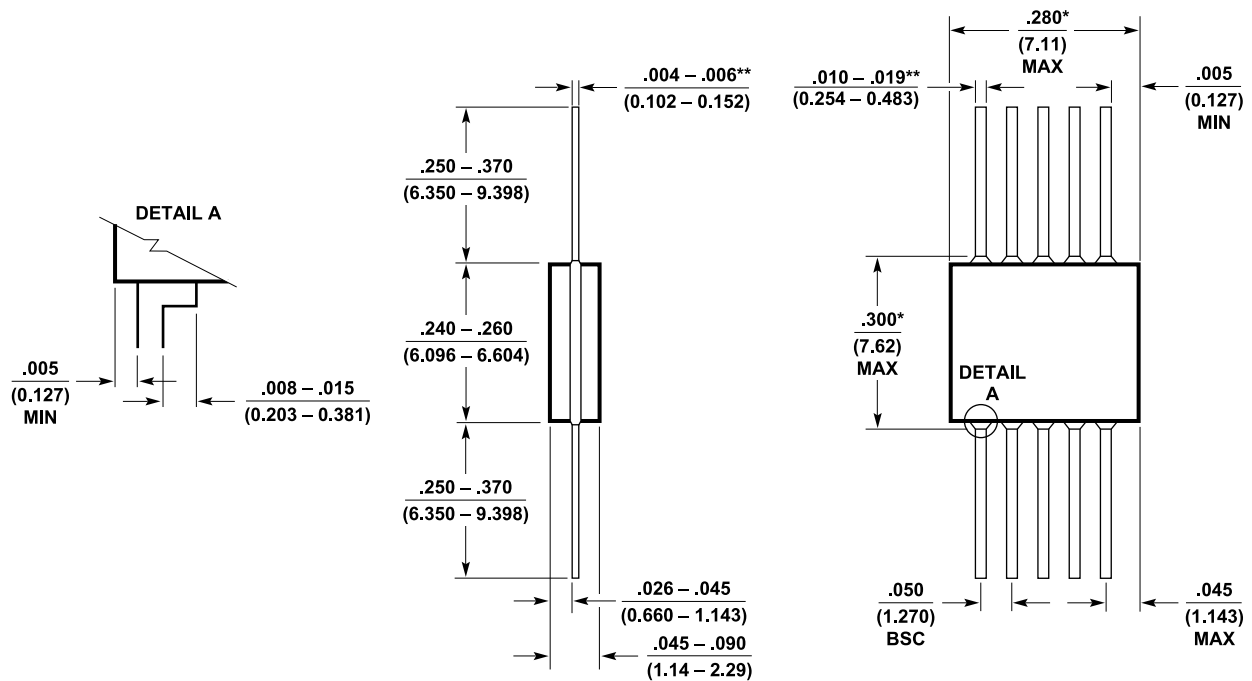 .280*
(7.11)
MAX
.004 – .006**
(0.102 – 0.152)
.010 – .019**
(0.254 – 0.483)
.005
(0.127)
MIN
.250 – .370
(6.350 – 9.398)
DETAIL A
.240 – .260
(6.096 – 6.604)
.300*
(7.62)
MAX
DETAIL
A
.005
(0.127)
MIN
.008 – .015
(0.203 – 0.381)
.250 – .370
(6.350 – 9.398)
.026 – .045
(0.660 – 1.143)
.045 – .090
(1.14 – 2.29)
.050
(1.270)
BSC
.045
(1.143)
MAX